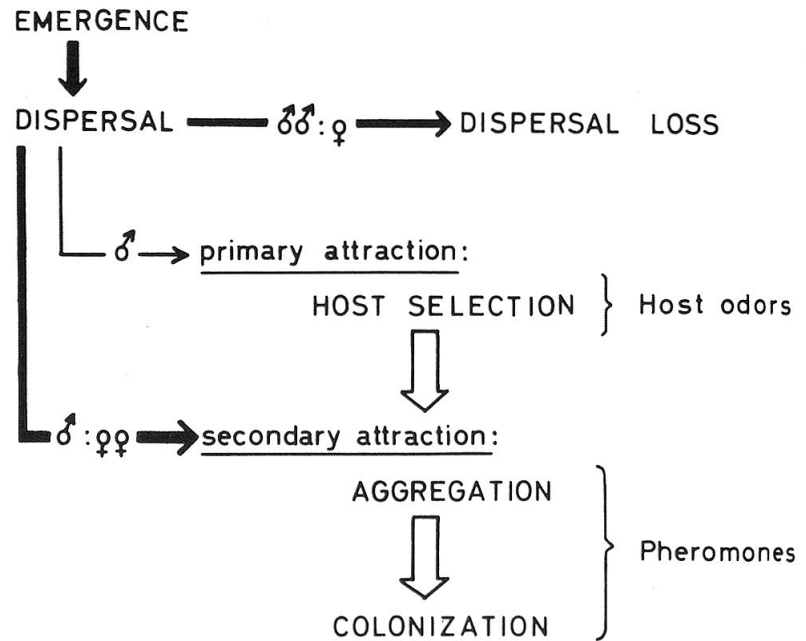 EMERGENCE
DISPERSAL ♂♂:♀ DISPERSAL LOSS
♂ primary attraction:
HOST SELECTION } Host odors
♂:♀♀ secondary attraction:
AGGREGATION
Pheromones
COLONIZATION